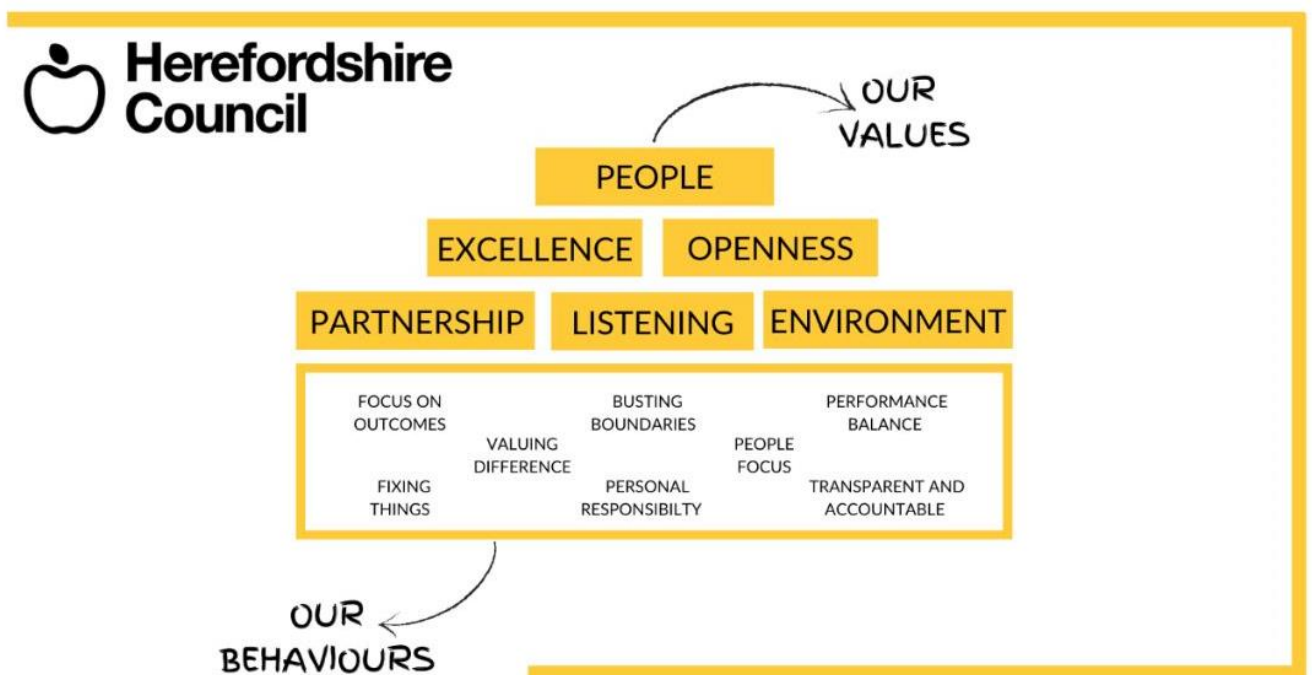 Herefordshire
Council
OUR
VALUES
PEOPLE
EXCELLENCE OPENNESS
PARTNERSHIP LISTENING ENVIRONMENT
FOCUS ON
OUTCOMES
BUSTING
BOUNDARIES
PERFORMANCE
BALANCE
VALUING
DIFFERENCE
PEOPLE
FOCUS
FIXING
THINGS
PERSONAL
RESPONSIBILTY
TRANSPARENT AND
ACCOUNTABLE
OUR
BEHAVIOURS